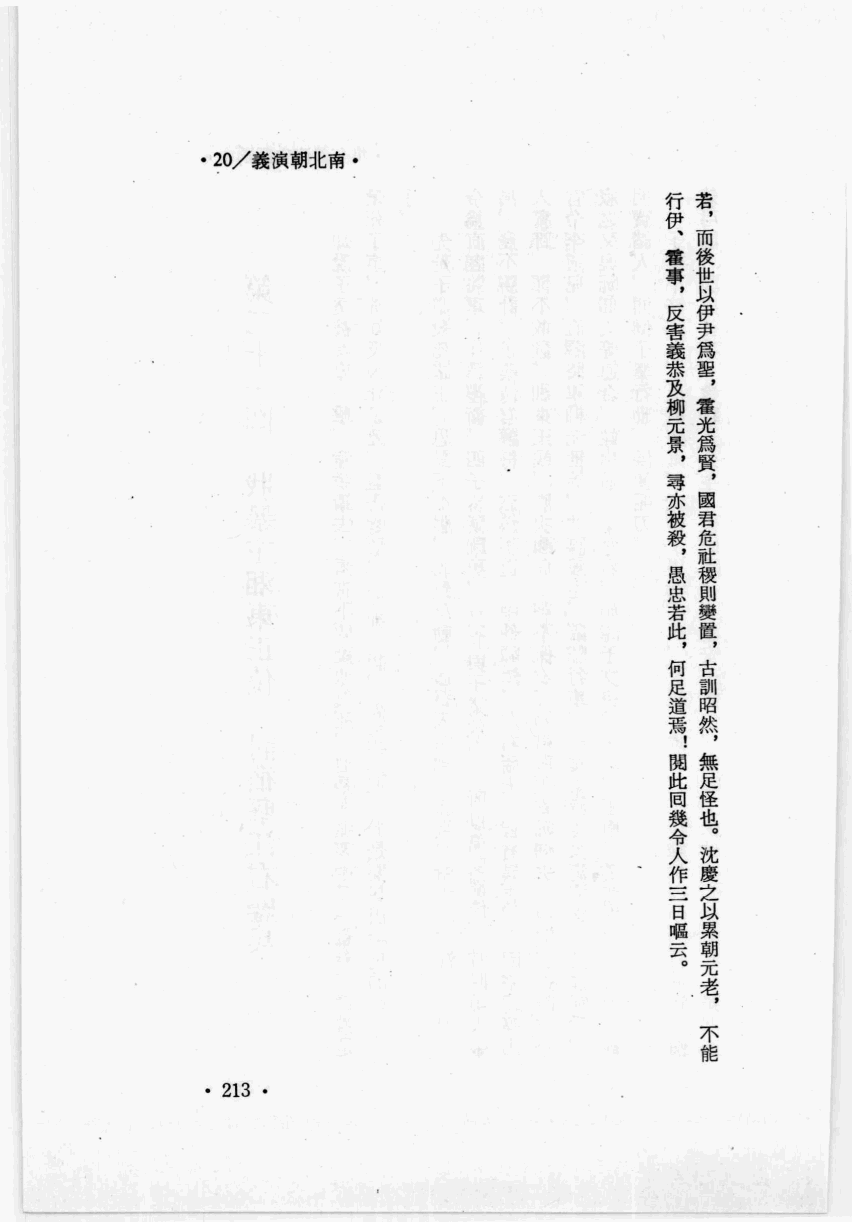 •20/義演朝北南•
若，而後世以伊尹爲聖，霍光爲賢，國君危社稷則變置，古訓昭然，無足怪也。沈慶之以累朝元老，不能
行伊、霍事，反害義恭及柳元景，尋亦被殺，愚忠若此，何足道焉！閱此回幾令人作三日嘔云。
• 213 •